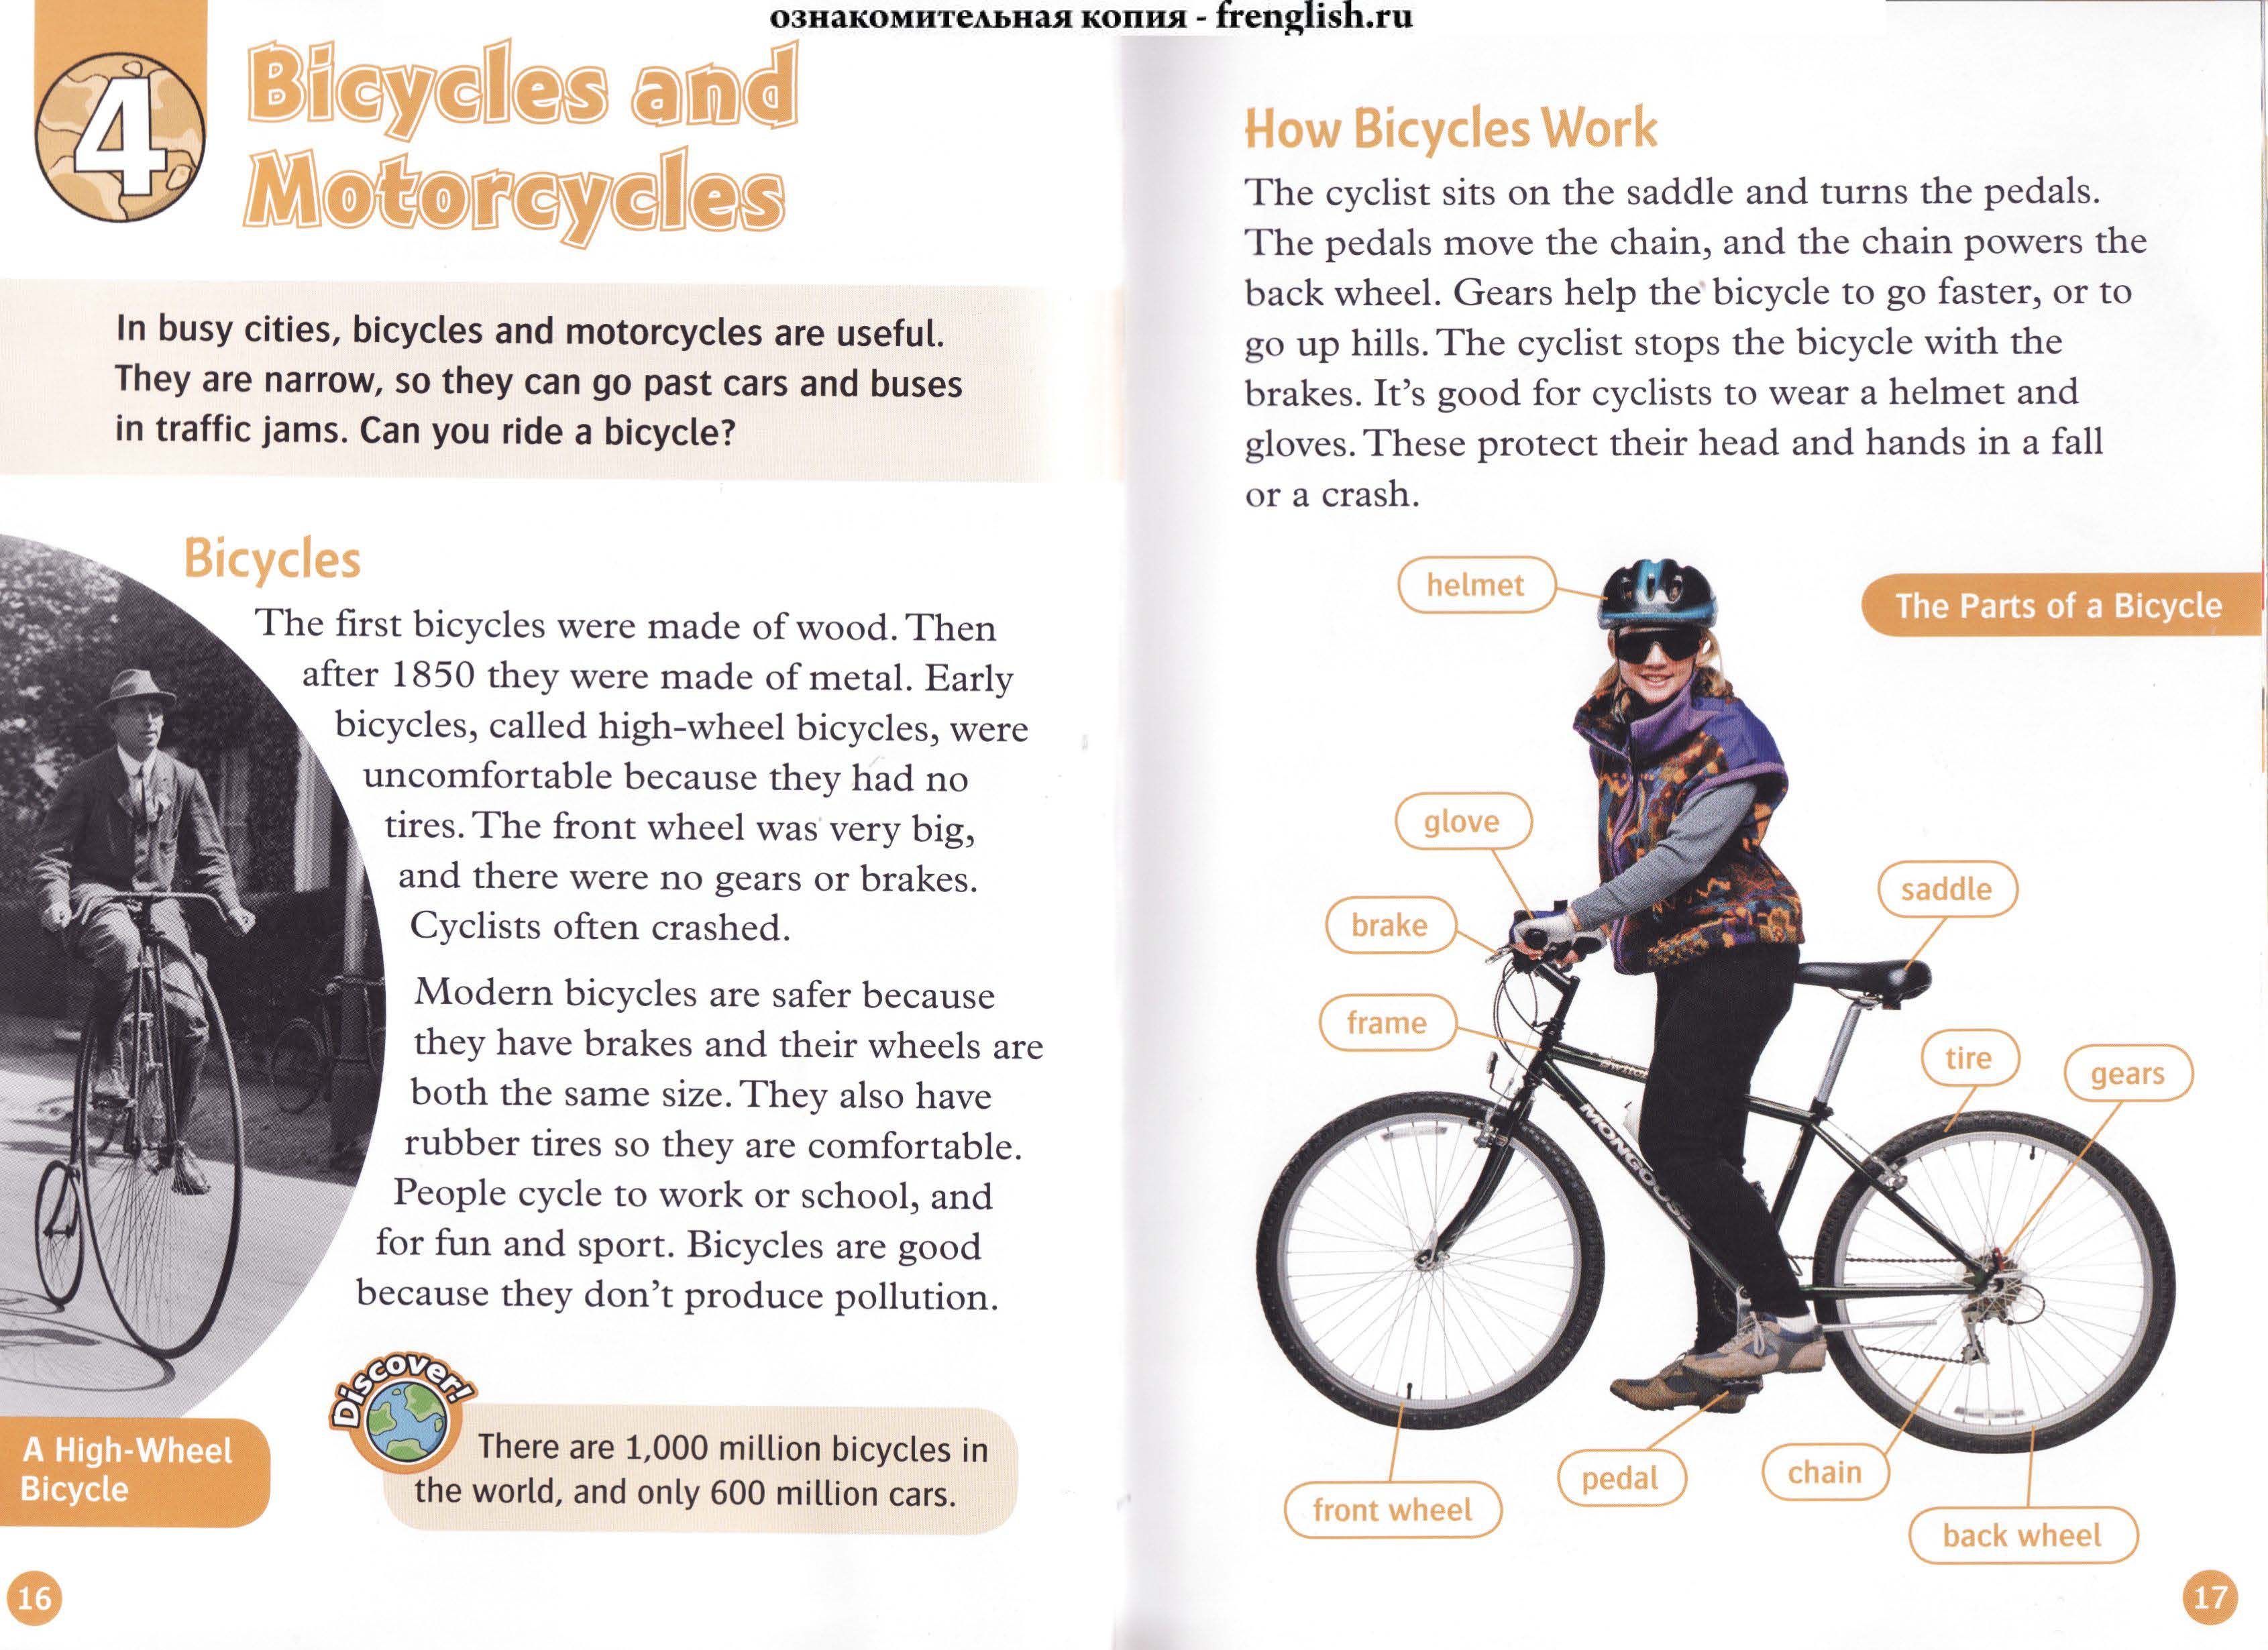 ознакомительная копия - frenglish.ru
4
Bicycles and
Motorcycles
In busy cities, bicycles and motorcycles are useful.
They are narrow, so they can go past cars and buses
in traffic jams. Can you ride a bicycle?
Bicycles
The first bicycles were made of wood. Then
after 1850 they were made of metal. Early
bicycles, called high-wheel bicycles, were
uncomfortable because they had no
tires. The front wheel was very big,
and there were no gears or brakes.
Cyclists often crashed.
Modern bicycles are safer because
they have brakes and their wheels are
both the same size. They also have
rubber tires so they are comfortable.
People cycle to work or school, and
for fun and sport. Bicycles are good
because they don't produce pollution.
A High-Wheel
Bicycle
Discover!
There are 1,000 million bicycles in
the world, and only 600 million cars.
16
How Bicycles Work
The cyclist sits on the saddle and turns the pedals.
The pedals move the chain, and the chain powers the
back wheel. Gears help the bicycle to go faster, or to
go up hills. The cyclist stops the bicycle with the
brakes. It's good for cyclists to wear a helmet and
gloves. These protect their head and hands in a fall
or a crash.
The Parts of a Bicycle
helmet
glove
brake
frame
saddle
tire
gears
MONGOOSE
front wheel
pedal
chain
back wheel
17